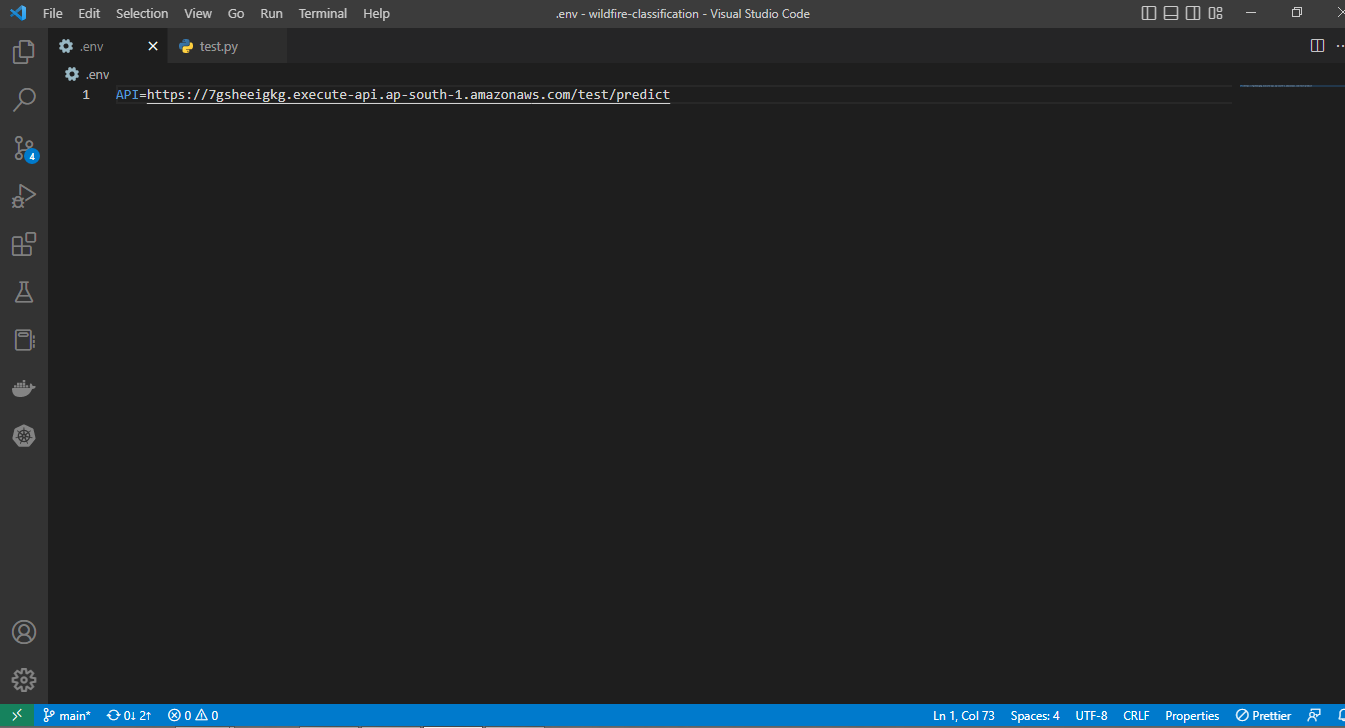 File Edit Selection View Go Run Terminal Help .env - wildfire-classification - Visual Studio Code
.env test.py
.env
1 API=https://7gsheeigkg.execute-api.ap-south-1.amazonaws.com/test/predict
4
main* 0↓ 2↑ 0 0 Ln 1, Col 73 Spaces: 4 UTF-8 CRLF Properties Prettier